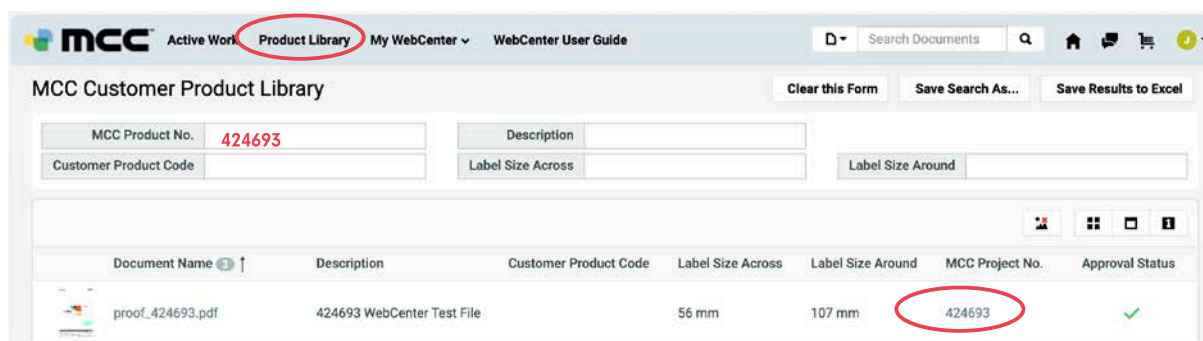 mcc Active Work Product Library My WebCenter WebCenter User Guide Search Documents J
MCC Customer Product Library Clear this Form Save Search As... Save Results to Excel
MCC Product No. 424693 Description
Customer Product Code Label Size Across Label Size Around
Document Name 1 ↑ Description Customer Product Code Label Size Across Label Size Around MCC Project No. Approval Status
proof_424693.pdf 424693 WebCenter Test File 56 mm 107 mm 424693